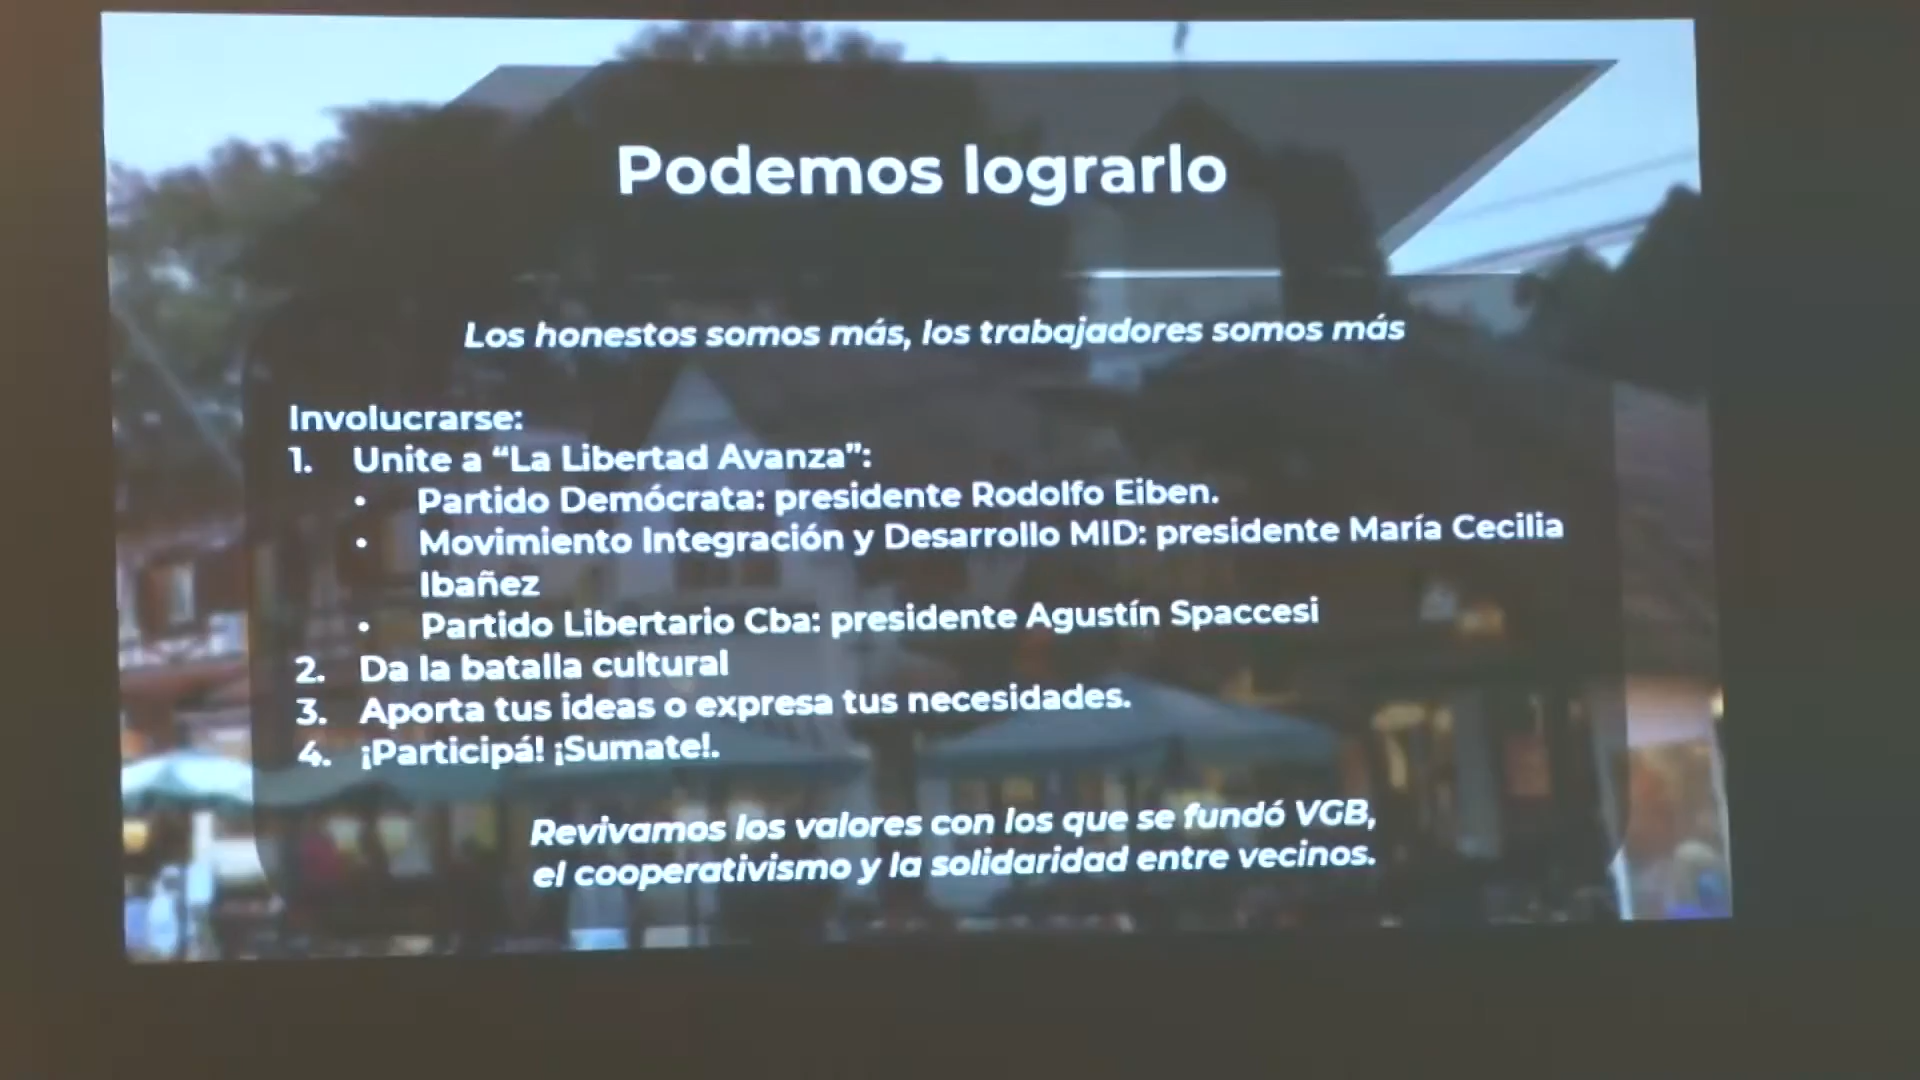 Podemos lograrlo
Los honestos somos más, los trabajadores somos más
Involucrarse:
1. Unite a “La Libertad Avanza”:
• Partido Demócrata: presidente Rodolfo Eiben.
• Movimiento Integración y Desarrollo MID: presidente María Cecilia
Ibañez
• Partido Libertario Cba: presidente Agustín Spaccesi
2. Da la batalla cultural
3. Aporta tus ideas o expresa tus necesidades.
4. ¡Participá! ¡Sumate!.
Revivamos los valores con los que se fundó VGB,
el cooperativismo y la solidaridad entre vecinos.